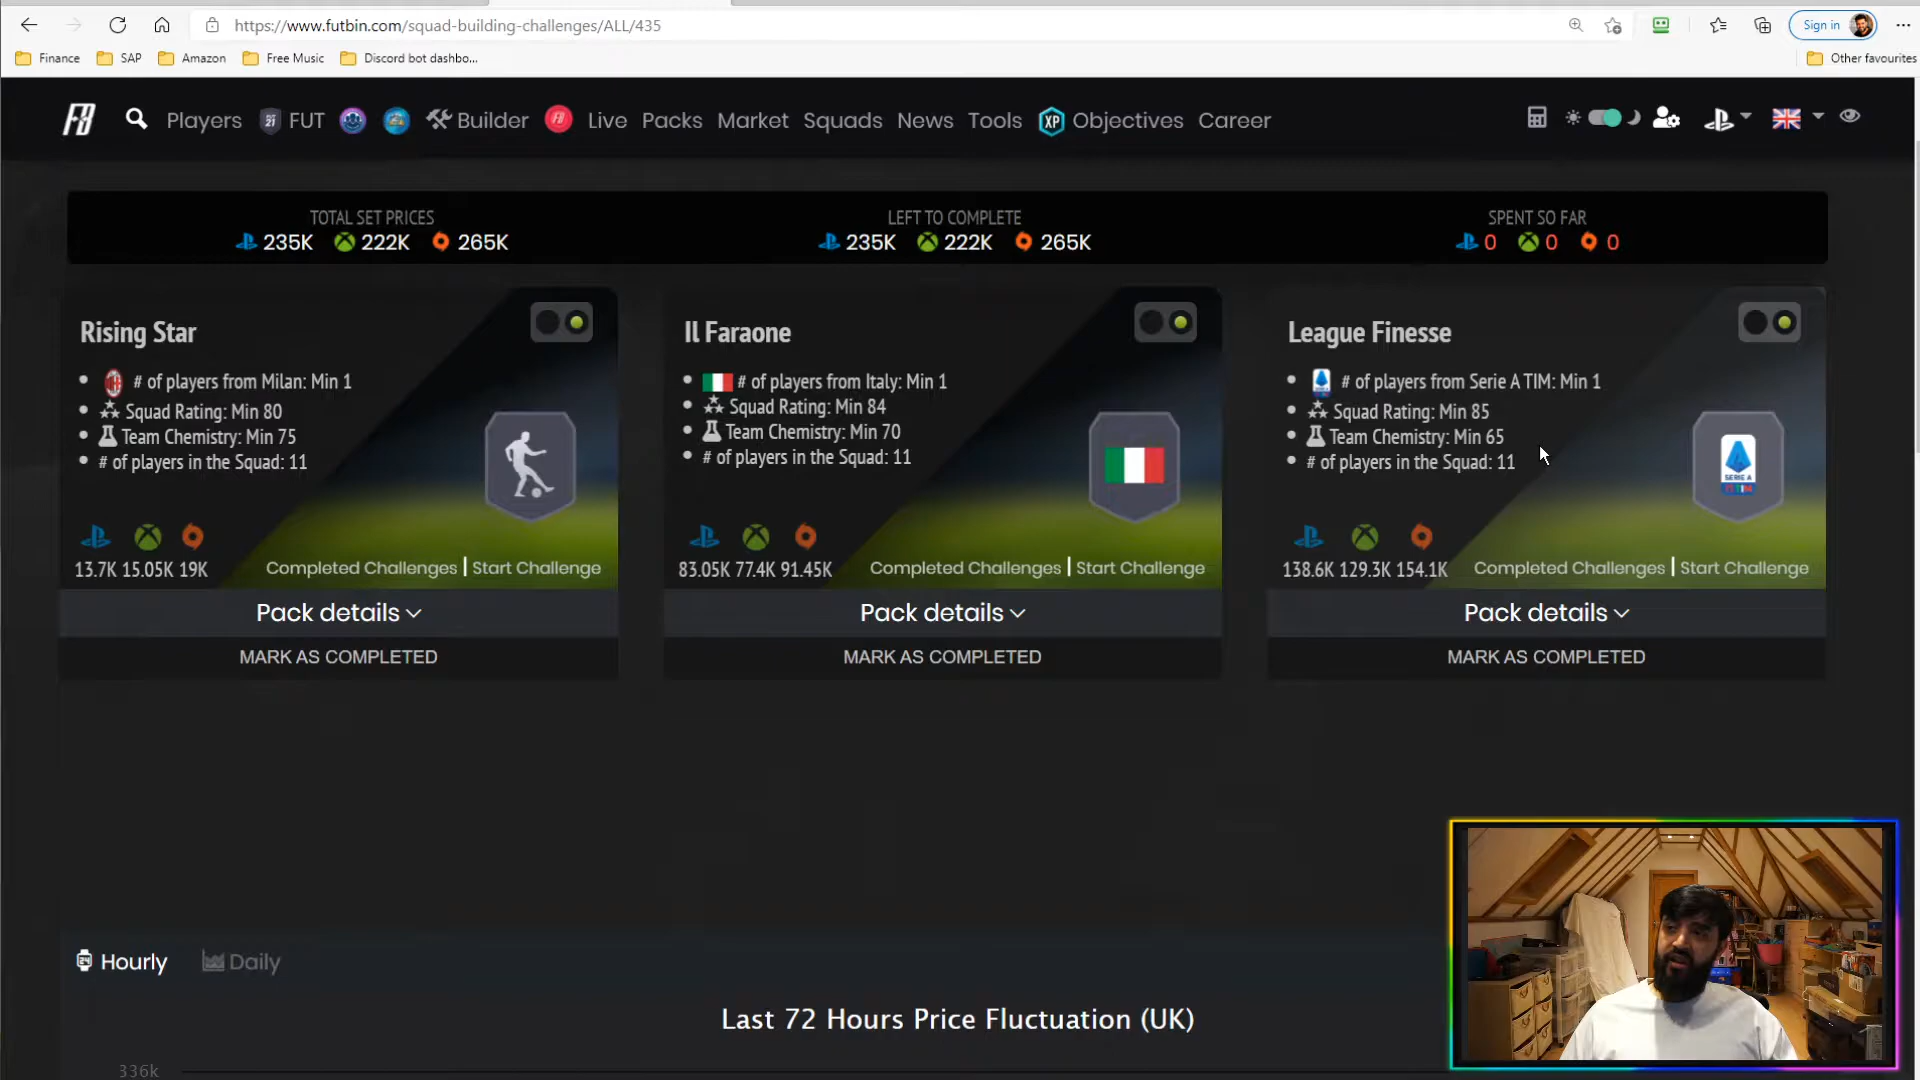 https://www.futbin.com/squad-building-challenges/ALL/435
Sign in
Finance SAP Amazon Free Music Discord bot dashbo... Other favourites
Players FUT Builder Live Packs Market Squads News Tools XP Objectives Career
TOTAL SET PRICES
235K 222K 265K
LEFT TO COMPLETE
235K 222K 265K
SPENT SO FAR
0 0 0
Rising Star
# of players from Milan: Min 1
Squad Rating: Min 80
Team Chemistry: Min 75
# of players in the Squad: 11
13.7K 15.05K 19K
Completed Challenges | Start Challenge
Pack details
MARK AS COMPLETED
Il Faraone
# of players from Italy: Min 1
Squad Rating: Min 84
Team Chemistry: Min 70
# of players in the Squad: 11
83.05K 77.4K 91.45K
Completed Challenges | Start Challenge
Pack details
MARK AS COMPLETED
League Finesse
# of players from Serie A TIM: Min 1
Squad Rating: Min 85
Team Chemistry: Min 65
# of players in the Squad: 11
SERIE A
138.6K 129.3K 154.1K
Completed Challenges | Start Challenge
Pack details
MARK AS COMPLETED
Hourly Daily
Last 72 Hours Price Fluctuation (UK)
336k